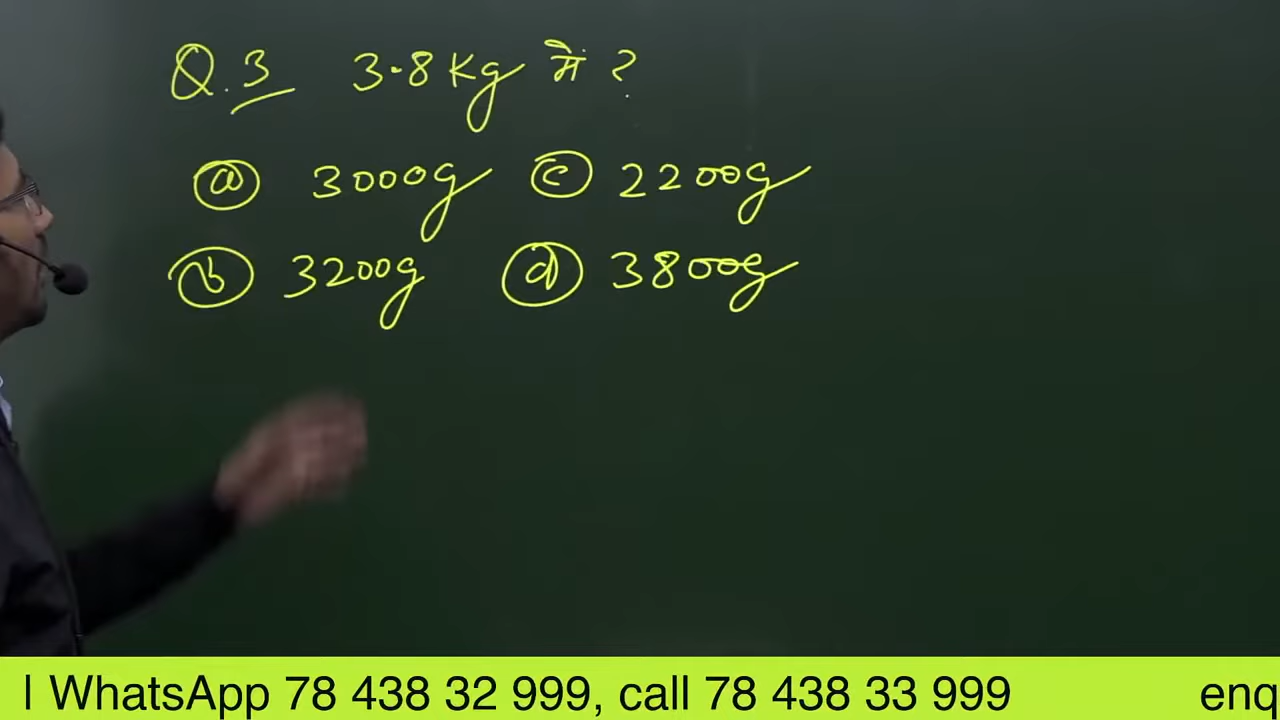 Q.3 3.8 Kg में ?
(a) 3000g (c) 2200g
(b) 3200g (d) 3800g
l WhatsApp 78 438 32 999, call 78 438 33 999 enq